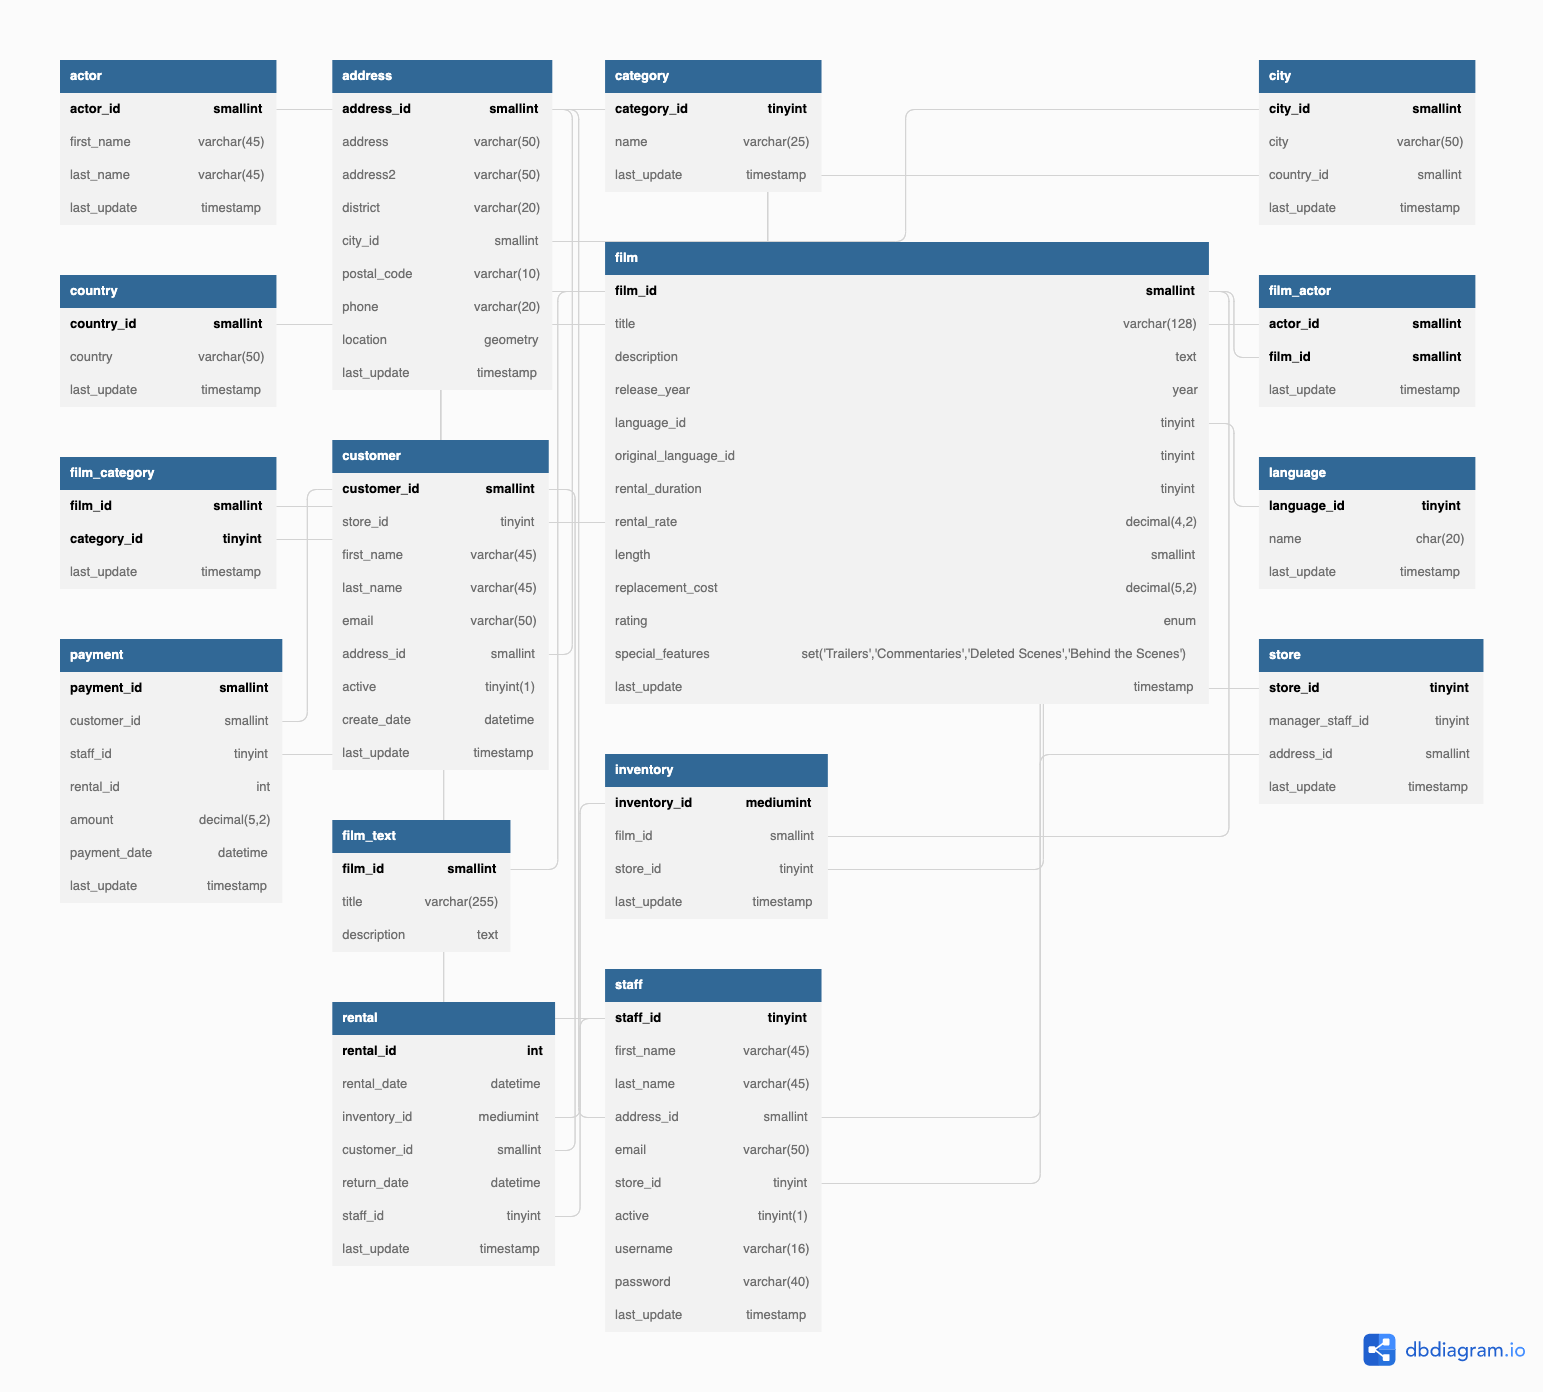 actor
actor_id smallint
first_name varchar(45)
last_name varchar(45)
last_update timestamp
address
address_id smallint
address varchar(50)
address2 varchar(50)
district varchar(20)
city_id smallint
postal_code varchar(10)
phone varchar(20)
location geometry
last_update timestamp
category
category_id tinyint
name varchar(25)
last_update timestamp
city
city_id smallint
city varchar(50)
country_id smallint
last_update timestamp
country
country_id smallint
country varchar(50)
last_update timestamp
film
film_id smallint
title varchar(128)
description text
release_year year
language_id tinyint
original_language_id tinyint
rental_duration tinyint
rental_rate decimal(4,2)
length smallint
replacement_cost decimal(5,2)
rating enum
special_features set('Trailers','Commentaries','Deleted Scenes','Behind the Scenes')
last_update timestamp
film_actor
actor_id smallint
film_id smallint
last_update timestamp
film_category
film_id smallint
category_id tinyint
last_update timestamp
customer
customer_id smallint
store_id tinyint
first_name varchar(45)
last_name varchar(45)
email varchar(50)
address_id smallint
active tinyint(1)
create_date datetime
last_update timestamp
language
language_id tinyint
name char(20)
last_update timestamp
payment
payment_id smallint
customer_id smallint
staff_id tinyint
rental_id int
amount decimal(5,2)
payment_date datetime
last_update timestamp
store
store_id tinyint
manager_staff_id tinyint
address_id smallint
last_update timestamp
film_text
film_id smallint
title varchar(255)
description text
inventory
inventory_id mediumint
film_id smallint
store_id tinyint
last_update timestamp
rental
rental_id int
rental_date datetime
inventory_id mediumint
customer_id smallint
return_date datetime
staff_id tinyint
last_update timestamp
staff
staff_id tinyint
first_name varchar(45)
last_name varchar(45)
address_id smallint
email varchar(50)
store_id tinyint
active tinyint(1)
username varchar(16)
password varchar(40)
last_update timestamp
dbdiagram.io